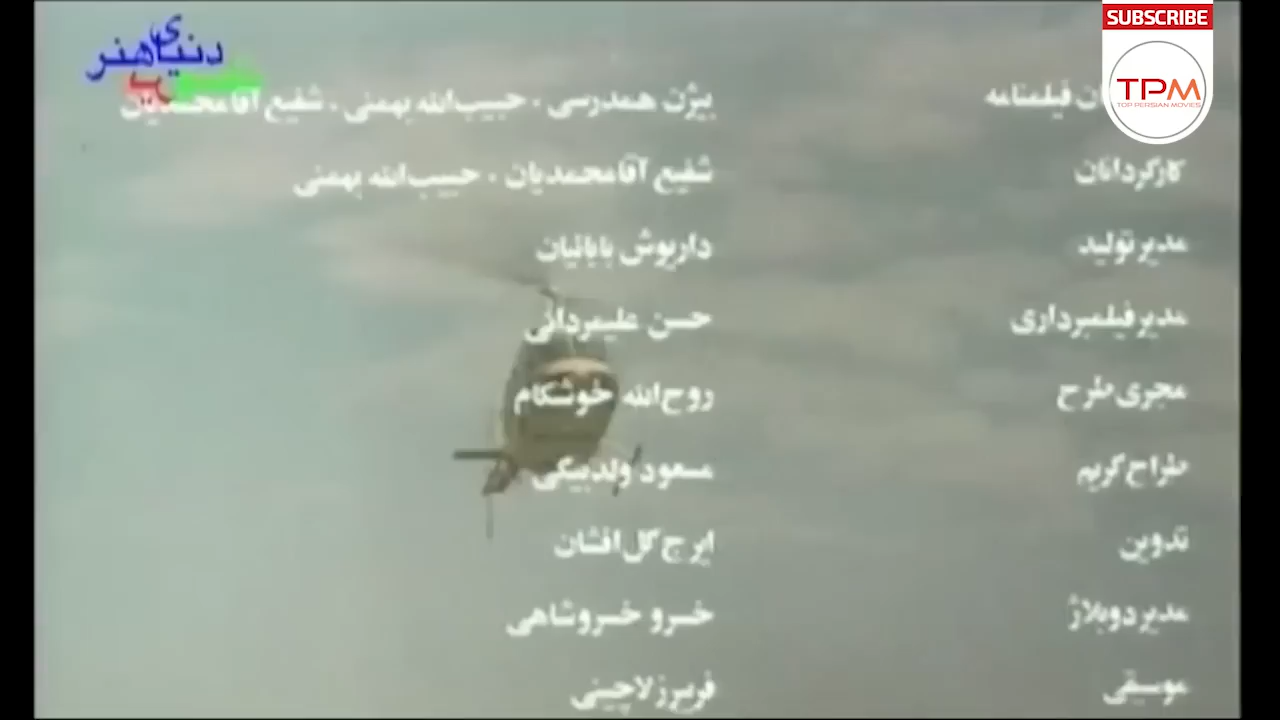 SUBSCRIBE
TPM
TOP PERSIAN MOVIES
دنیای هنر
فیلمنامه بیژن همدرسی - حبیب‌الله بهمنی - شفیع آقامحمدیان
کارگردانان شفیع آقامحمدیان - حبیب‌الله بهمنی
مدیر تولید داریوش بابائیان
مدیر فیلمبرداری حسن علیمردانی
مجری طرح روح‌الله خوشکام
طراح گریم مسعود ولدبیگی
تدوین ایرج گل‌افشان
مدیر دوبلاژ خسرو خسروشاهی
موسیقی فریبرز لاچینی